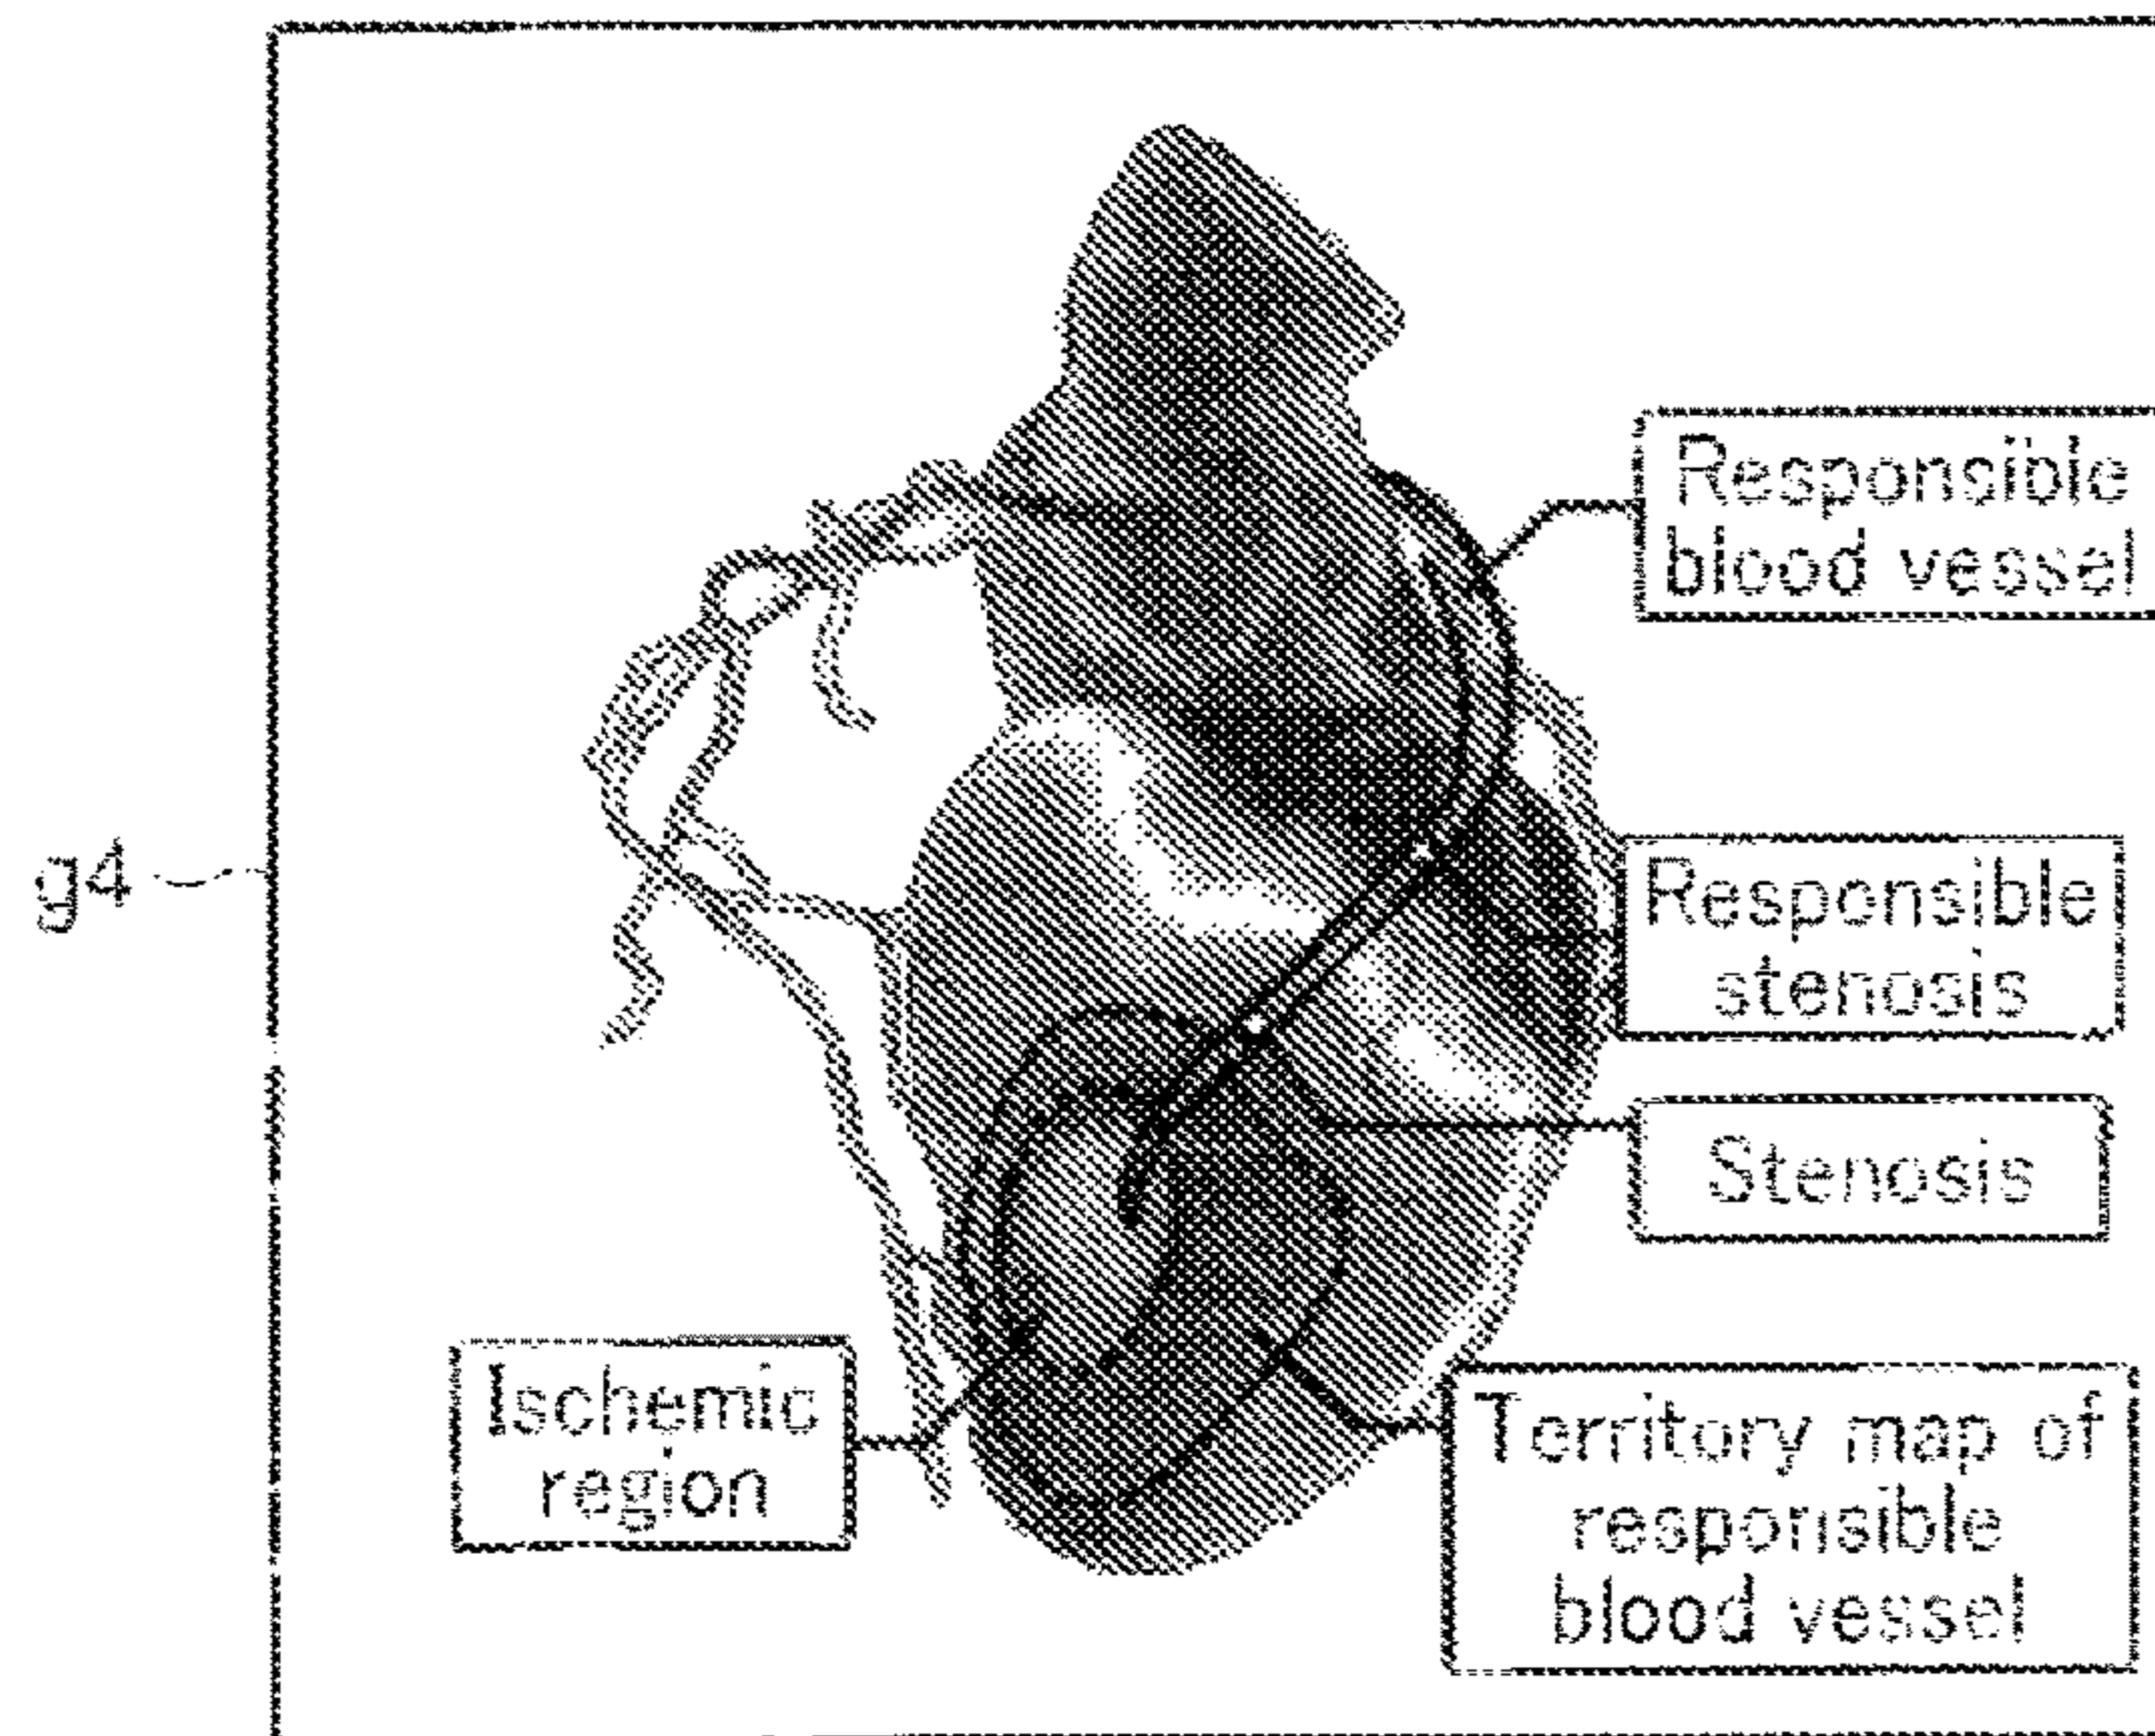 Responsible
blood vessel
g4
Responsible
stenosis
Stenosis
Ischemic
region
Territory map of
responsible
blood vessel